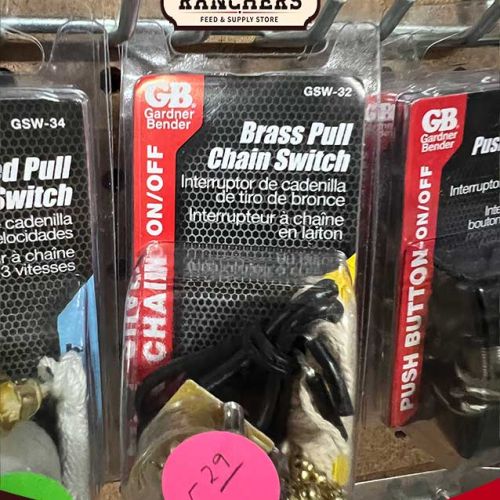 RANCHERS
FEED & SUPPLY STORE
GSW-34
ed Pull
Switch
e cadenilla
elocidades
à chaîne
3 vitesses
GB
Gardner
Bender
GSW-32
Brass Pull
Chain Switch
Interruptor de cadenilla
de tiro de bronce
Interrupteur à chaîne
en laiton
CHAIN ON/OFF
529
GB
Gardner
Bender
Pus
Interrupto
Inte
bouton
PUSH BUTTON-ON/OFF